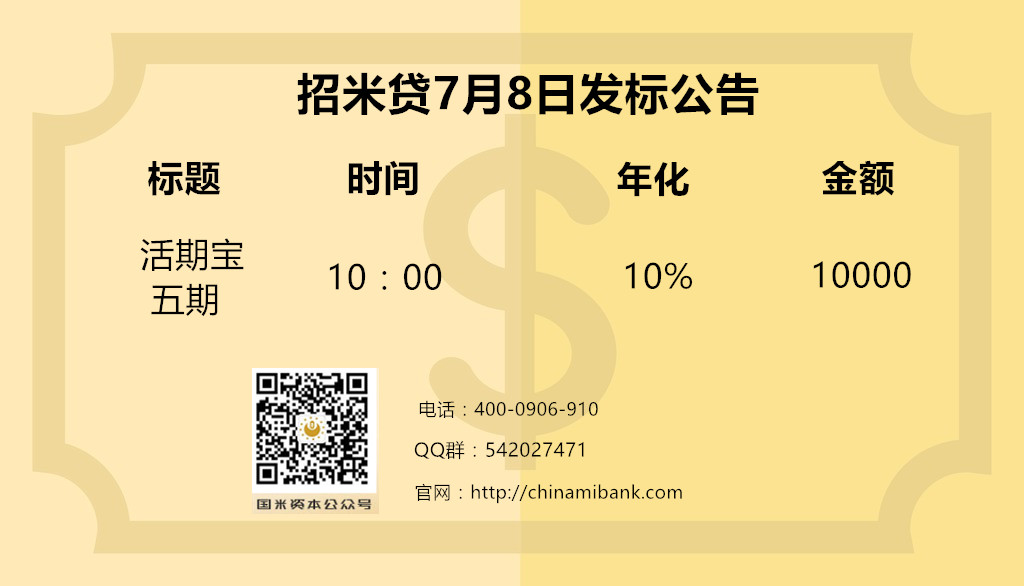 招米贷7月8日发标公告
标题 时间 年化 金额
活期宝
五期
10：00 10% 10000
电话：400-0906-910
QQ群：542027471
官网：http://chinamibank.com
国米资本公众号